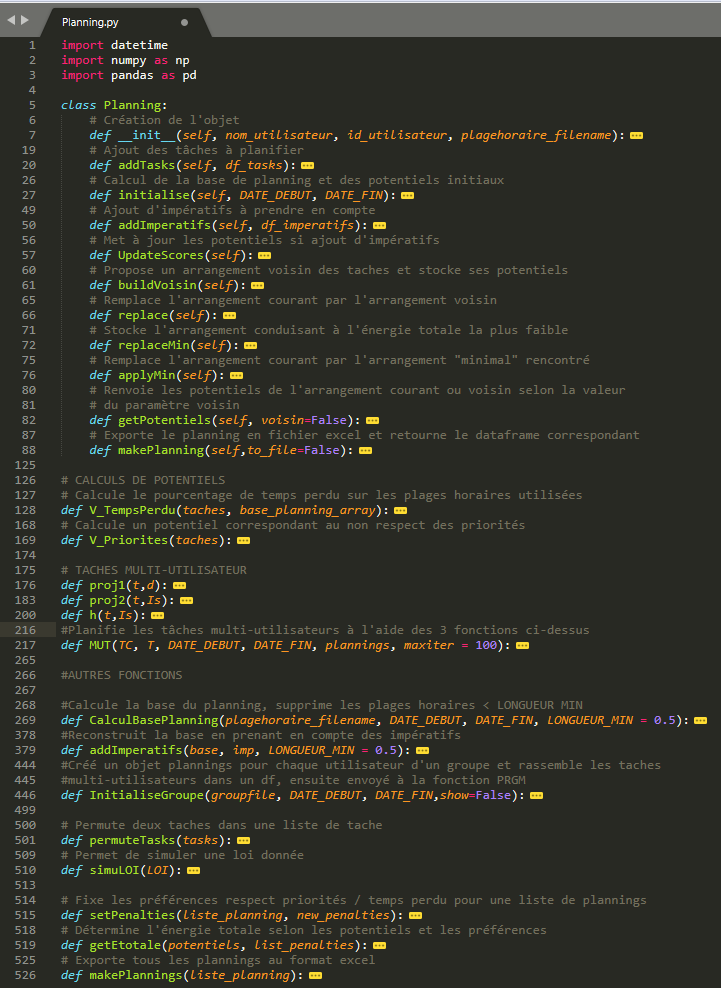 Planning.py
1 import datetime
2 import numpy as np
3 import pandas as pd
4
5 class Planning:
6 # Création de l'objet
7 def __init__(self, nom_utilisateur, id_utilisateur, plagehoraire_filename):
19 # Ajout des tâches à planifier
20 def addTasks(self, df_tasks):
26 # Calcul de la base de planning et des potentiels initiaux
27 def initialise(self, DATE_DEBUT, DATE_FIN):
49 # Ajout d'impératifs à prendre en compte
50 def addImperatifs(self, df_imperatifs):
56 # Met à jour les potentiels si ajout d'impératifs
57 def UpdateScores(self):
60 # Propose un arrangement voisin des taches et stocke ses potentiels
61 def buildVoisin(self):
65 # Remplace l'arrangement courant par l'arrangement voisin
66 def replace(self):
71 # Stocke l'arrangement conduisant à l'énergie totale la plus faible
72 def replaceMin(self):
75 # Remplace l'arrangement courant par l'arrangement "minimal" rencontré
76 def applyMin(self):
80 # Renvoie les potentiels de l'arrangement courant ou voisin selon la valeur
81 # du paramètre voisin
82 def getPotentiels(self, voisin=False):
87 # Exporte le planning en fichier excel et retourne le dataframe correspondant
88 def makePlanning(self,to_file=False):
125
126 # CALCULS DE POTENTIELS
127 # Calcule le pourcentage de temps perdu sur les plages horaires utilisées
128 def V_TempsPerdu(taches, base_planning_array):
168 # Calcule un potentiel correspondant au non respect des priorités
169 def V_Priorites(taches):
174
175 # TACHES MULTI-UTILISATEUR
176 def proj1(t,d):
183 def proj2(t,Is):
200 def h(t,Is):
216 #Planifie les tâches multi-utilisateurs à l'aide des 3 fonctions ci-dessus
217 def MUT(TC, T, DATE_DEBUT, DATE_FIN, plannings, maxiter = 100):
265
266 #AUTRES FONCTIONS
267
268 #Calcule la base du planning, supprime les plages horaires < LONGUEUR MIN
269 def CalculBasePlanning(plagehoraire_filename, DATE_DEBUT, DATE_FIN, LONGUEUR_MIN = 0.5):
378 #Reconstruit la base en prenant en compte des impératifs
379 def addImperatifs(base, imp, LONGUEUR_MIN = 0.5):
444 #Créé un objet plannings pour chaque utilisateur d'un groupe et rassemble les taches
445 #multi-utilisateurs dans un df, ensuite envoyé à la fonction PRGM
446 def InitialiseGroupe(groupfile, DATE_DEBUT, DATE_FIN,show=False):
499
500 # Permute deux taches dans une liste de tache
501 def permuteTasks(tasks):
509 # Permet de simuler une loi donnée
510 def simuLOI(LOI):
513
514 # Fixe les préférences respect priorités / temps perdu pour une liste de plannings
515 def setPenalties(liste_planning, new_penalties):
518 # Détermine l'énergie totale selon les potentiels et les préférences
519 def getEtotale(potentiels, list_penalties):
525 # Exporte tous les plannings au format excel
526 def makePlannings(liste_planning):